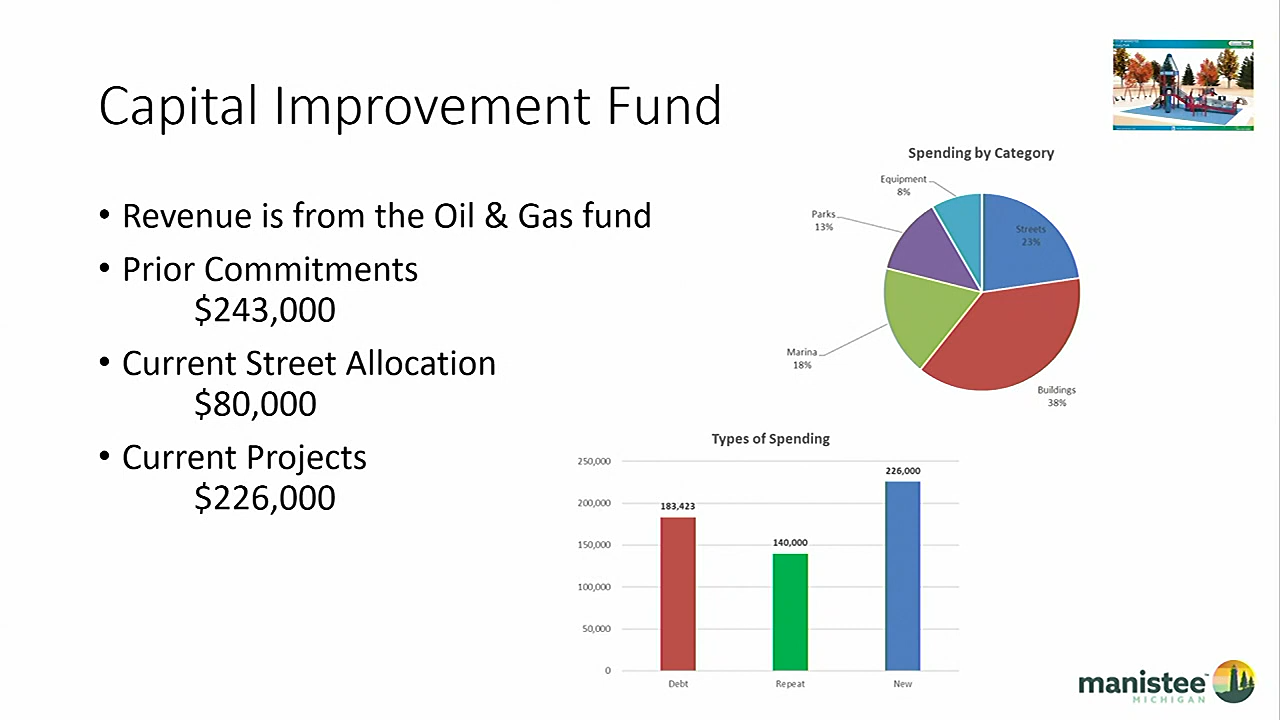 Capital Improvement Fund
• Revenue is from the Oil & Gas fund
• Prior Commitments
$243,000
• Current Street Allocation
$80,000
• Current Projects
$226,000
Spending by Category
Equipment
8%
Streets
23%
Parks
13%
Marina
18%
Buildings
38%
Types of Spending
250,000
200,000
150,000
100,000
50,000
0
183,423
140,000
226,000
Debt
Repeat
New
manistee
MICHIGAN